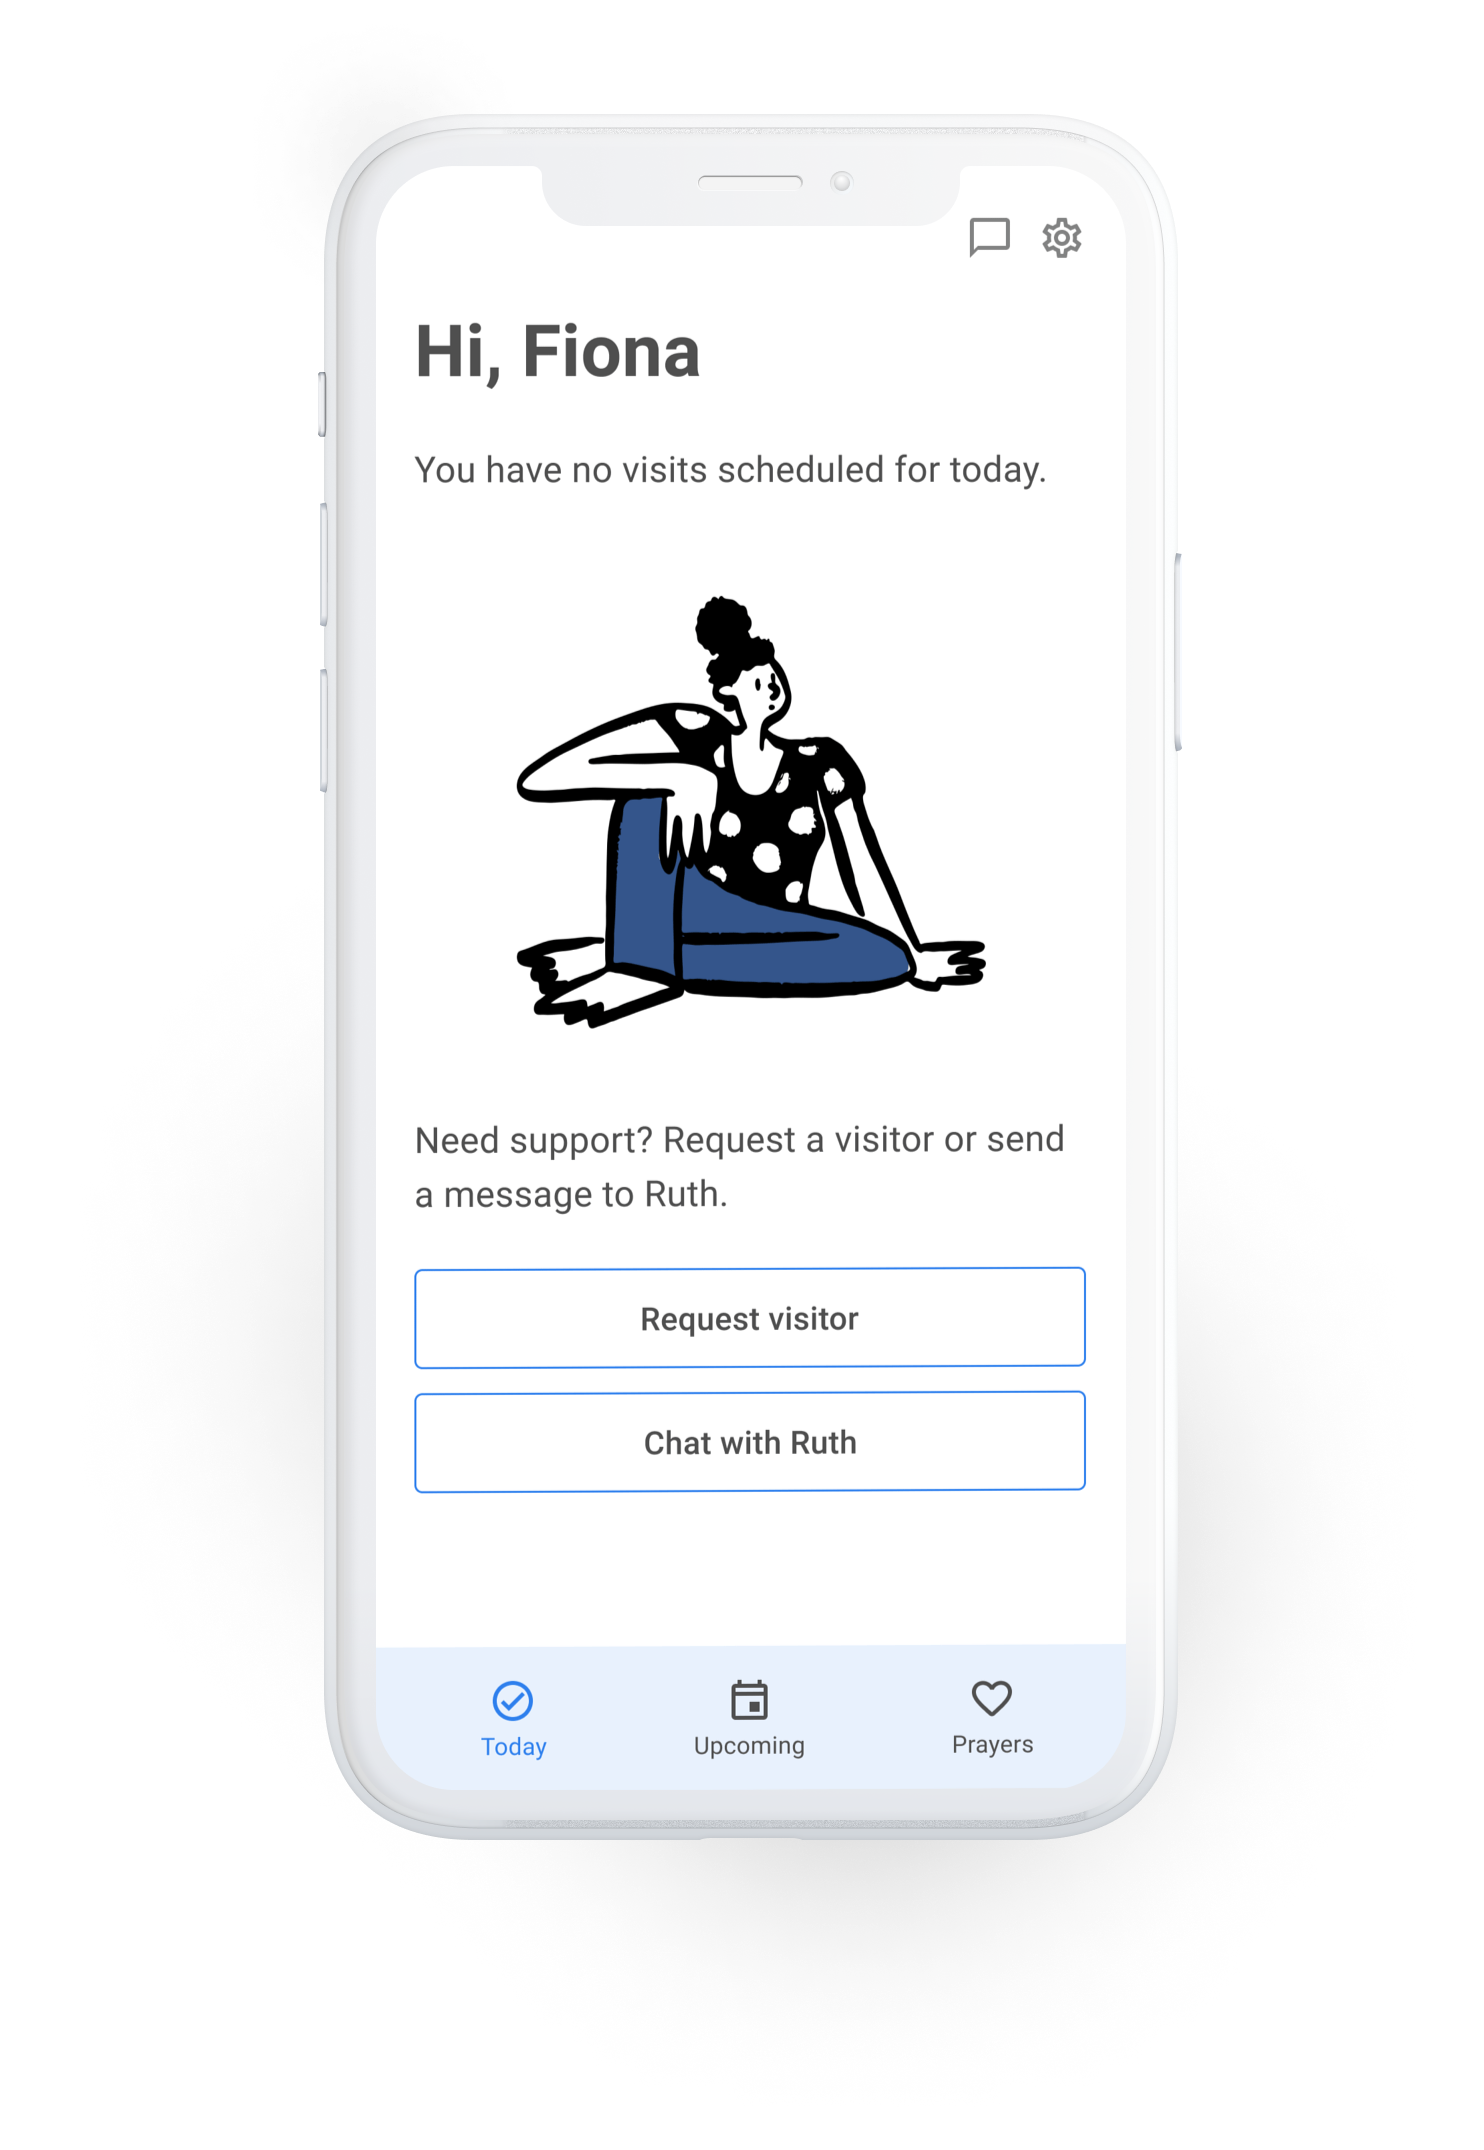 Hi, Fiona
You have no visits scheduled for today.
Need support? Request a visitor or send
a message to Ruth.
Request visitor
Chat with Ruth
Today
Upcoming
Prayers